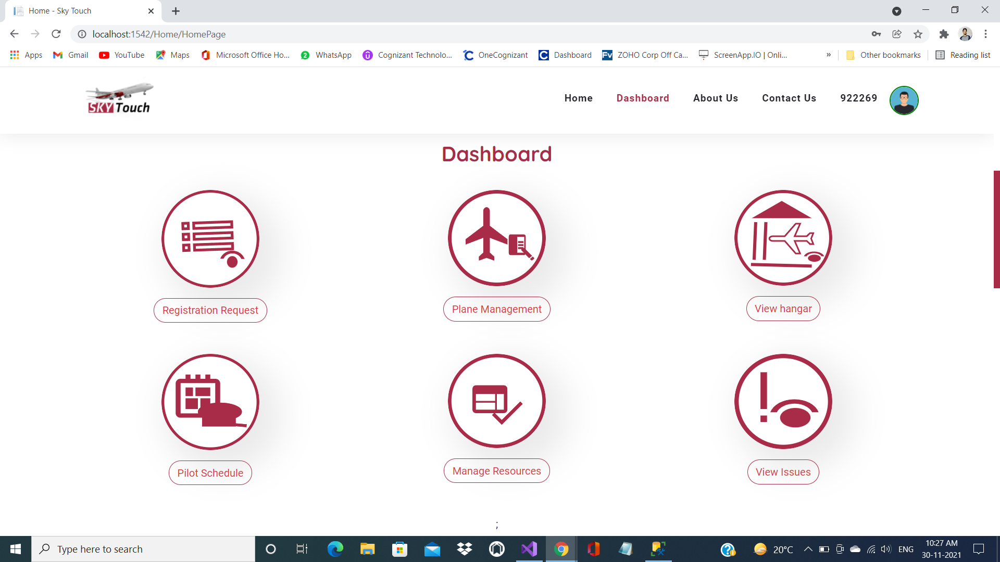 Home - Sky Touch
localhost:1542/Home/HomePage
Apps Gmail YouTube Maps Microsoft Office Ho... 2 WhatsApp Cognizant Technolo... OneCognizant Dashboard Fv ZOHO Corp Off Ca... ScreenApp.IO | Onli... » Other bookmarks Reading list
SKY Touch
Home Dashboard About Us Contact Us 922269
Dashboard
Registration Request Plane Management View hangar
Pilot Schedule Manage Resources View Issues
;
Type here to search
20°C ENG
10:27 AM
30-11-2021